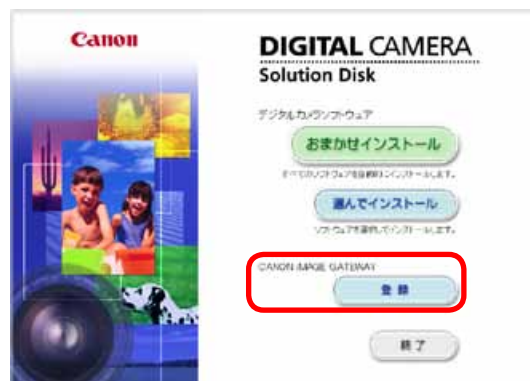 Canon
DIGITAL CAMERA
Solution Disk
デジタルカメラソフトウェア
おまかせインストール
すべてのソフトウェアを自動的にインストールします。
選んでインストール
ソフトウェアを選択してインストールします。
CANON iMAGE GATEWAY
登録
終了